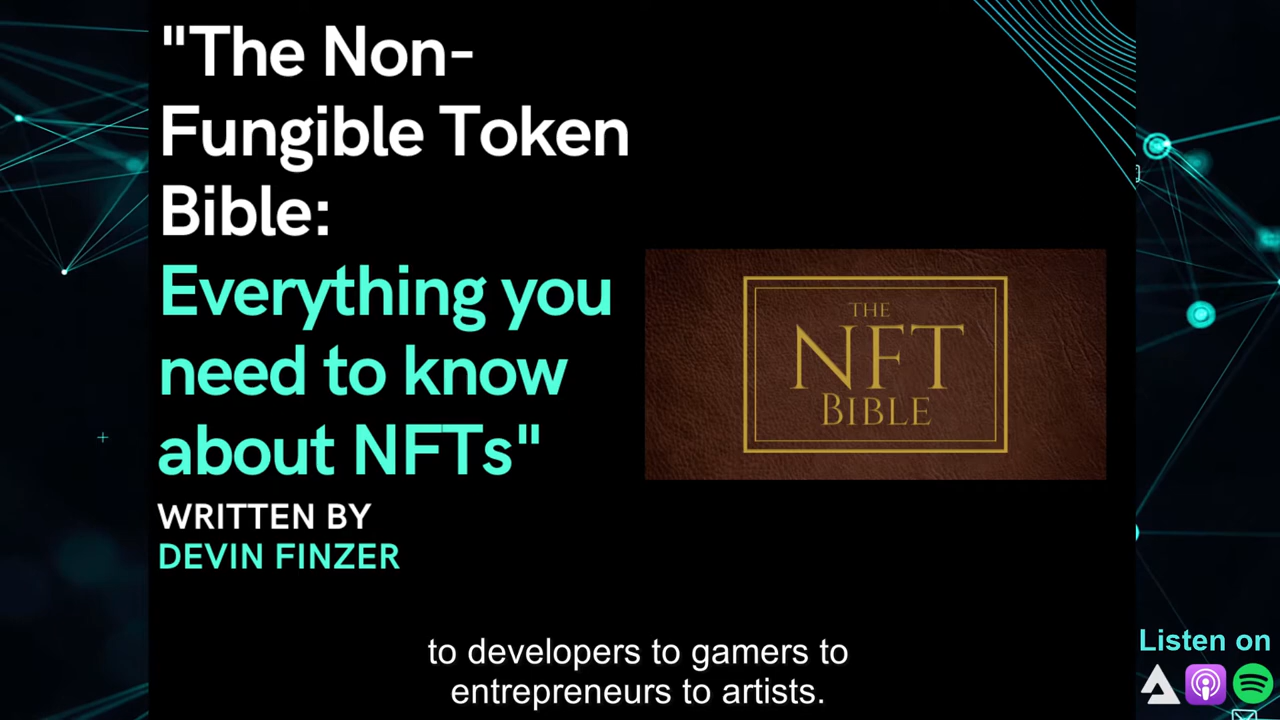 "The Non-
Fungible Token
Bible:
Everything you
need to know
about NFTs"
WRITTEN BY
DEVIN FINZER
THE
NFT
BIBLE
to developers to gamers to
entrepreneurs to artists.
Listen on